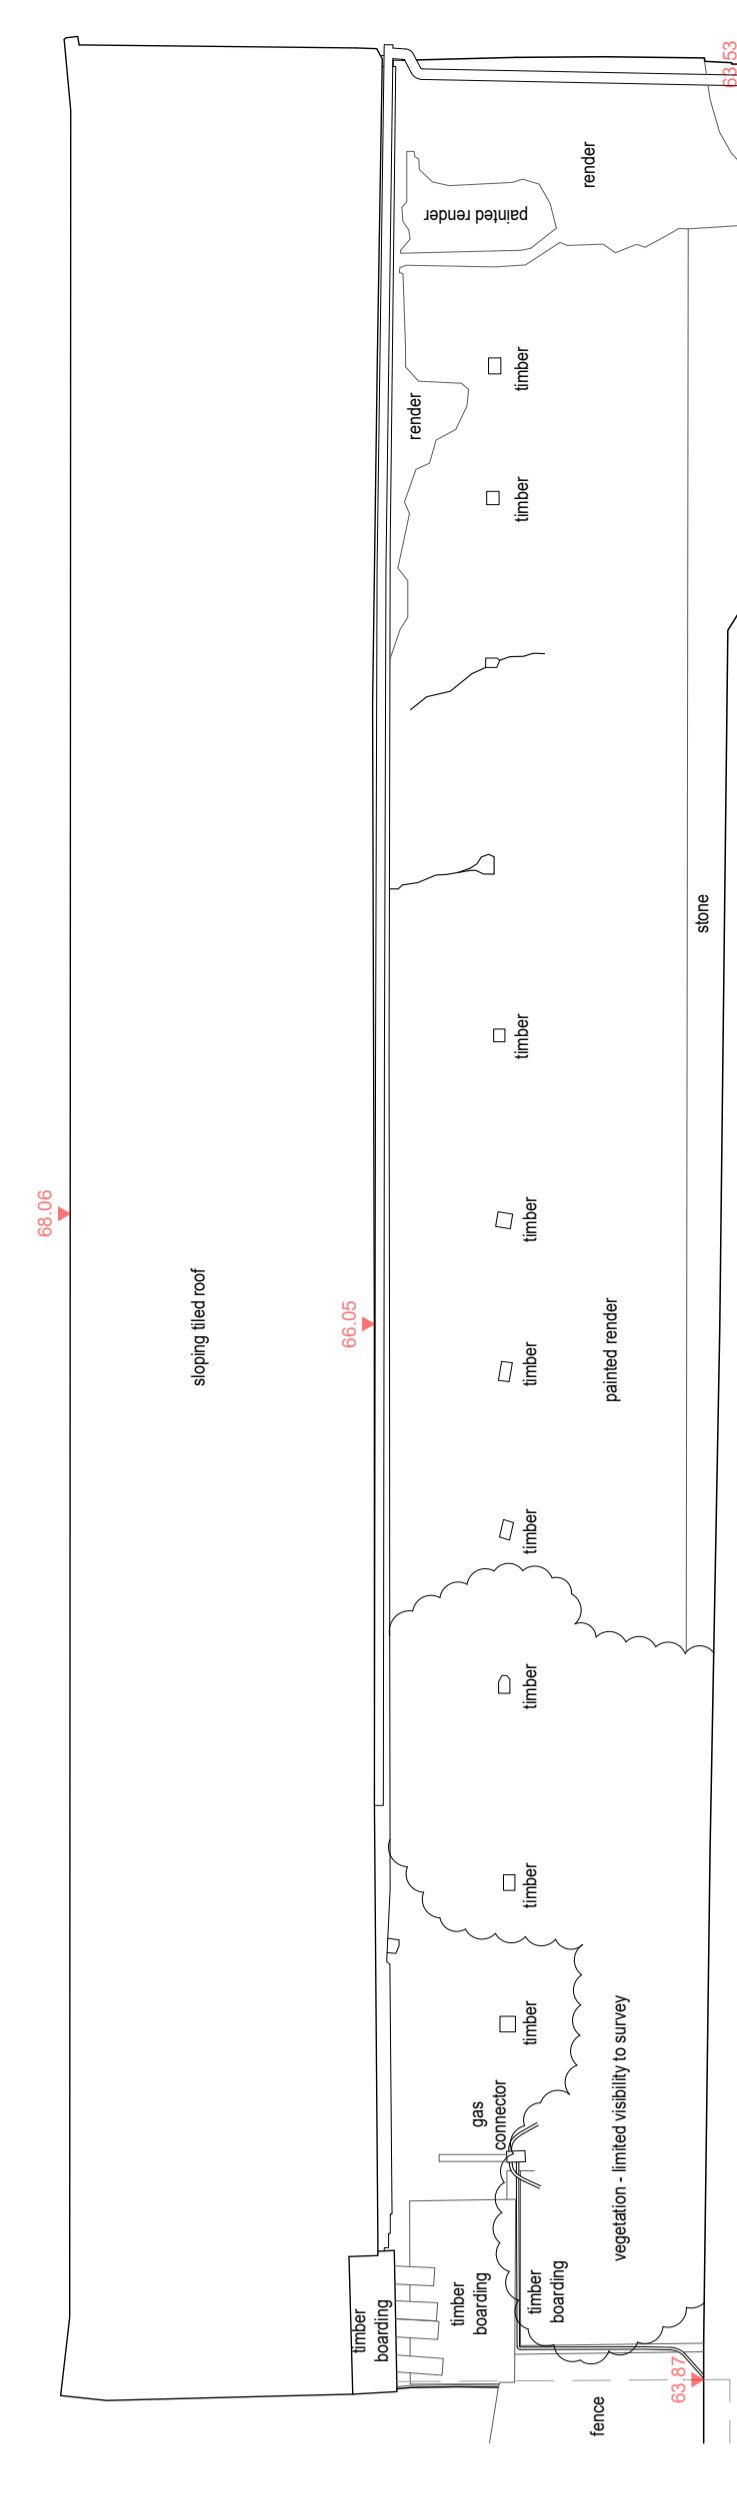 63.53
render
painted render
timber
render
timber
stone
timber
68.06
timber
sloping tiled roof
66.05
painted render
timber
timber
timber
timber
timber
gas
connector
vegetation - limited visibility to survey
timber
boarding
timber
boarding
timber
boarding
63.87
fence